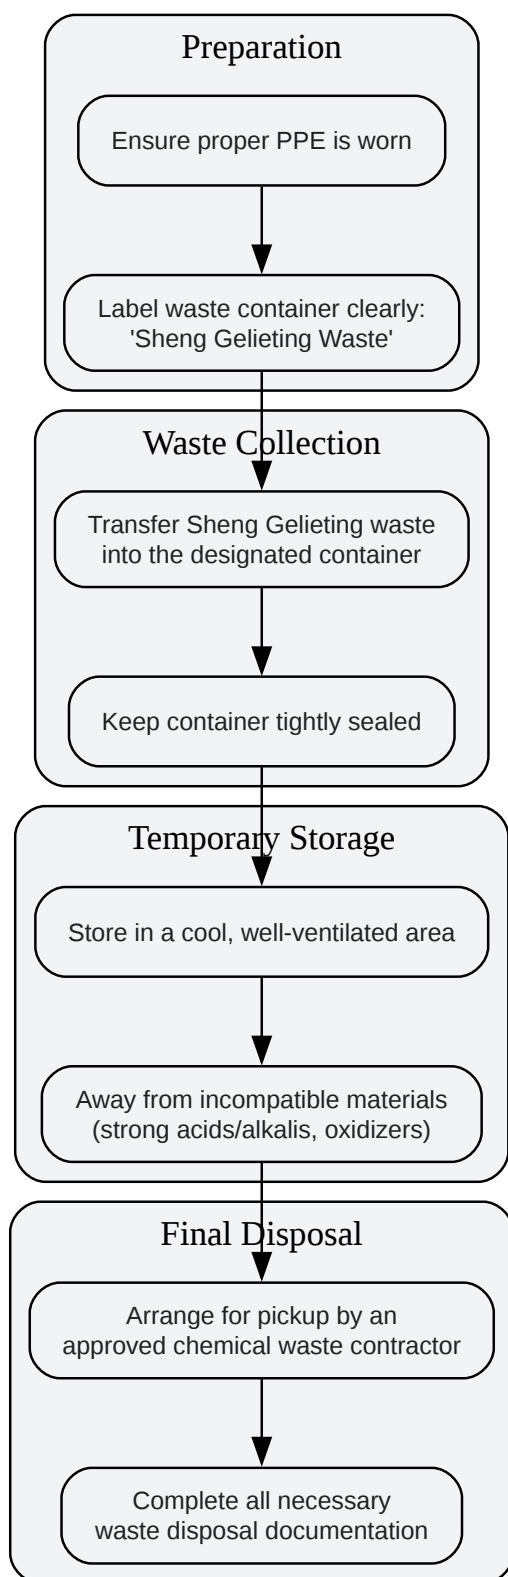 Preparation
Ensure proper PPE is worn
Label waste container clearly:
'Sheng Gelieting Waste'
Waste Collection
Transfer Sheng Gelieting waste
into the designated container
Keep container tightly sealed
Temporary Storage
Store in a cool, well-ventilated area
Away from incompatible materials
(strong acids/alkalis, oxidizers)
Final Disposal
Arrange for pickup by an
approved chemical waste contractor
Complete all necessary
waste disposal documentation